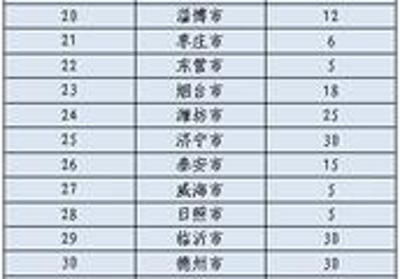 20 淄博市 12
21 枣庄市 6
22 东营市 5
23 烟台市 18
24 潍坊市 25
25 济宁市 30
26 泰安市 15
27 威海市 5
28 日照市 5
29 临沂市 30
30 德州市 30